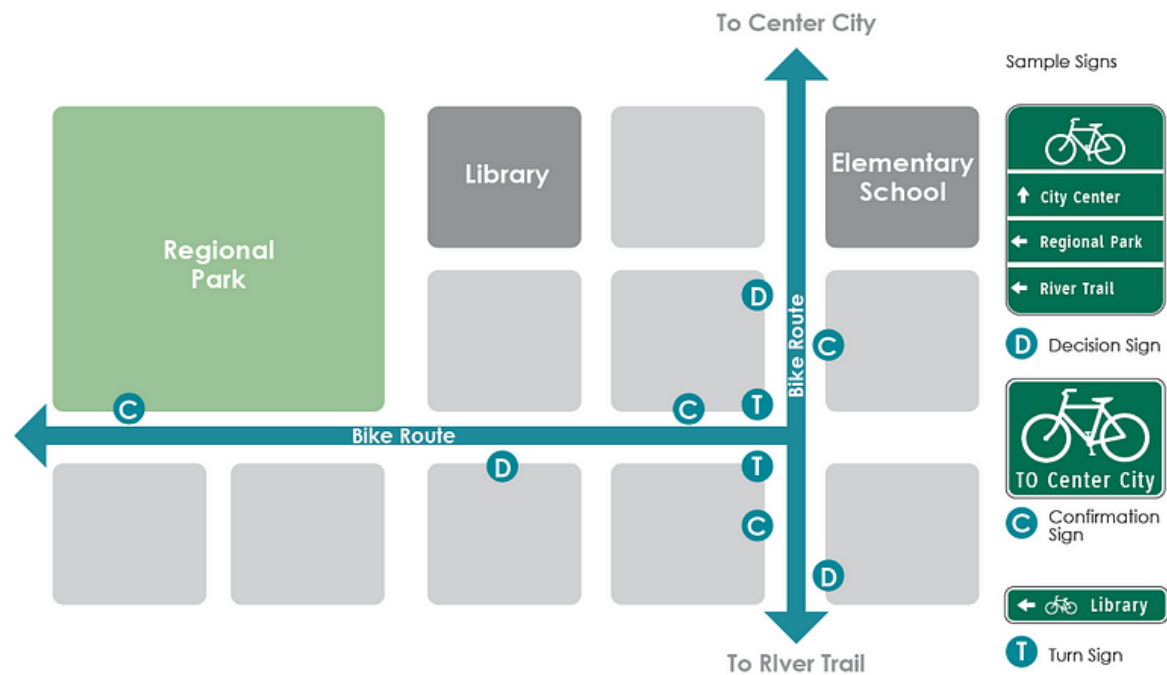 To Center City
Sample Signs
Library
Elementary
School
City Center
Regional
Park
Regional Park
River Trail
D
D
Decision Sign
Bike Route
C
C
C
T
TO Center City
Bike Route
D
T
C
C
Confirmation
Sign
D
Library
To RIver Trail
T
Turn Sign